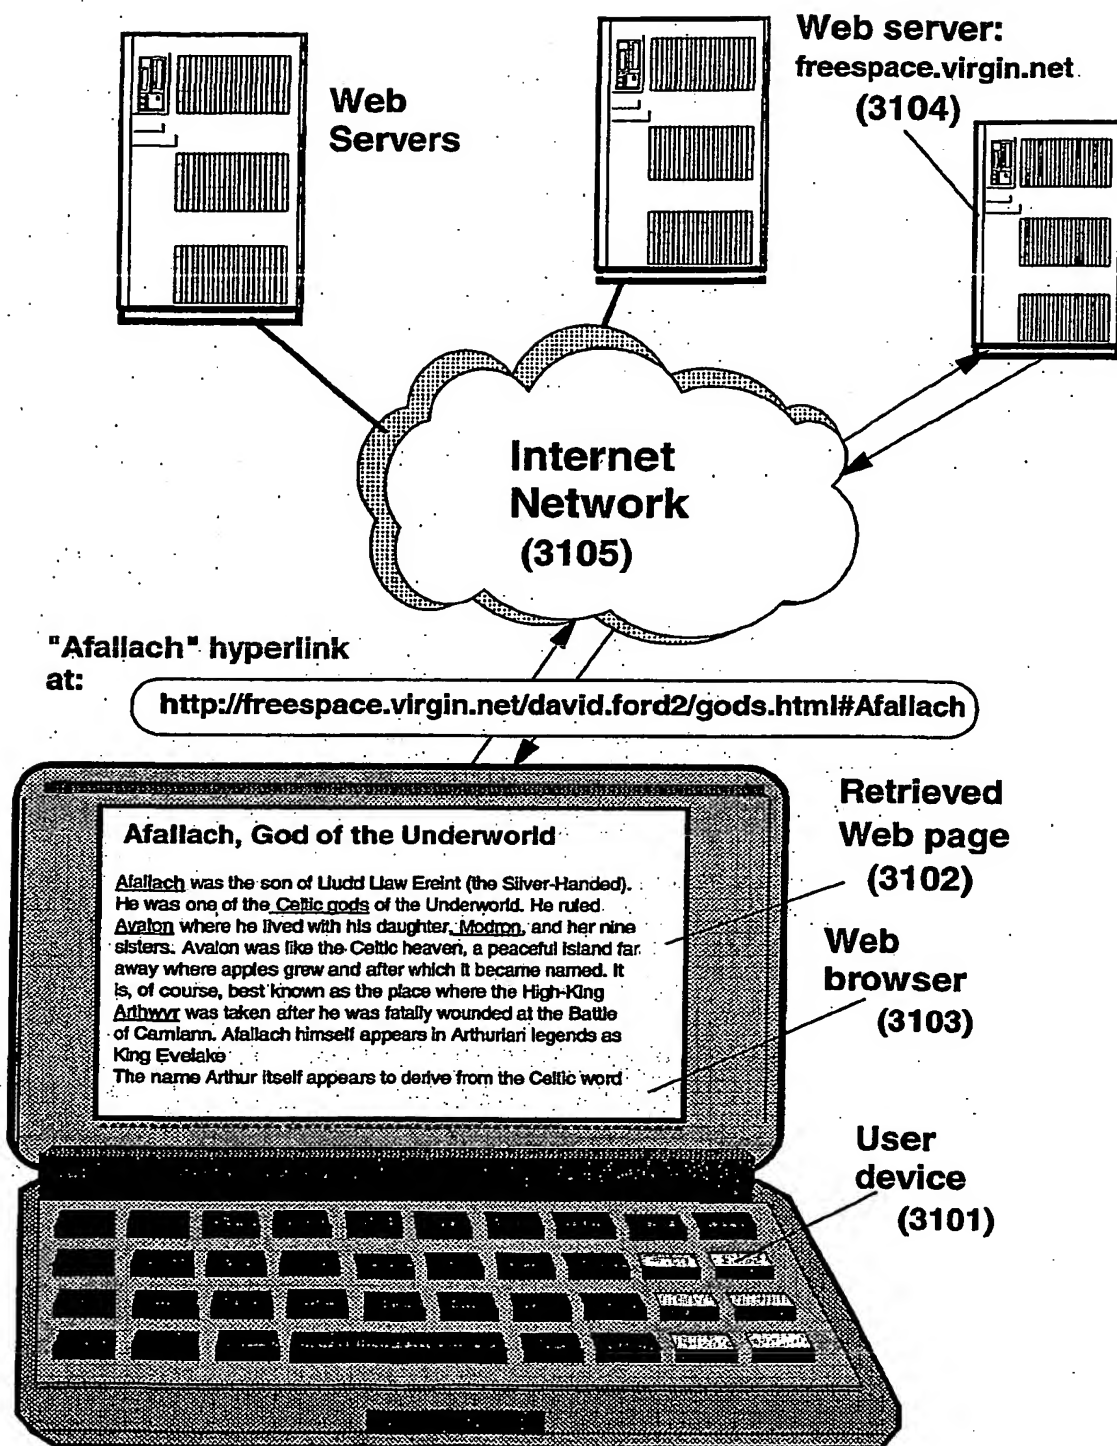 Web
Servers
Web server:
freespace.virgin.net
(3104)
Internet
Network
(3105)
"Afallach" hyperlink
at:
http://freespace.virgin.net/david.ford2/gods.html#Afallach
Afallach, God of the Underworld
Afallach was the son of Lludd Llaw Ereint (the Silver-Handed).
He was one of the Celtic gods of the Underworld. He ruled
Avalon where he lived with his daughter, Modron, and her nine
sisters. Avalon was like the Celtic heaven, a peaceful island far
away where apples grew and after which it became named. It
is, of course, best known as the place where the High-King
Arthwyr was taken after he was fatally wounded at the Battle
of Camlann. Afallach himself appears in Arthurian legends as
King Evelake
The name Arthur itself appears to derive from the Celtic word
Retrieved
Web page
(3102)
Web
browser
(3103)
User
device
(3101)